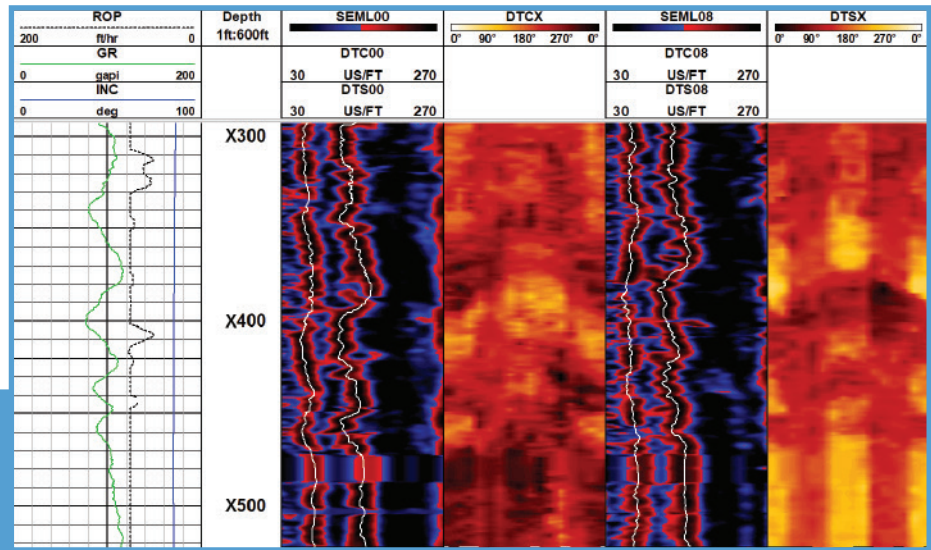 ROP
200 ft/hr 0
GR
0 gapi 200
INC
0 deg 100
Depth
1ft:600ft
SEML00
DTC00
30 US/FT 270
DTS00
30 US/FT 270
DTCX
0° 90° 180° 270° 0°
SEML08
DTC08
30 US/FT 270
DTS08
30 US/FT 270
DTSX
0° 90° 180° 270° 0°
X300
X400
X500